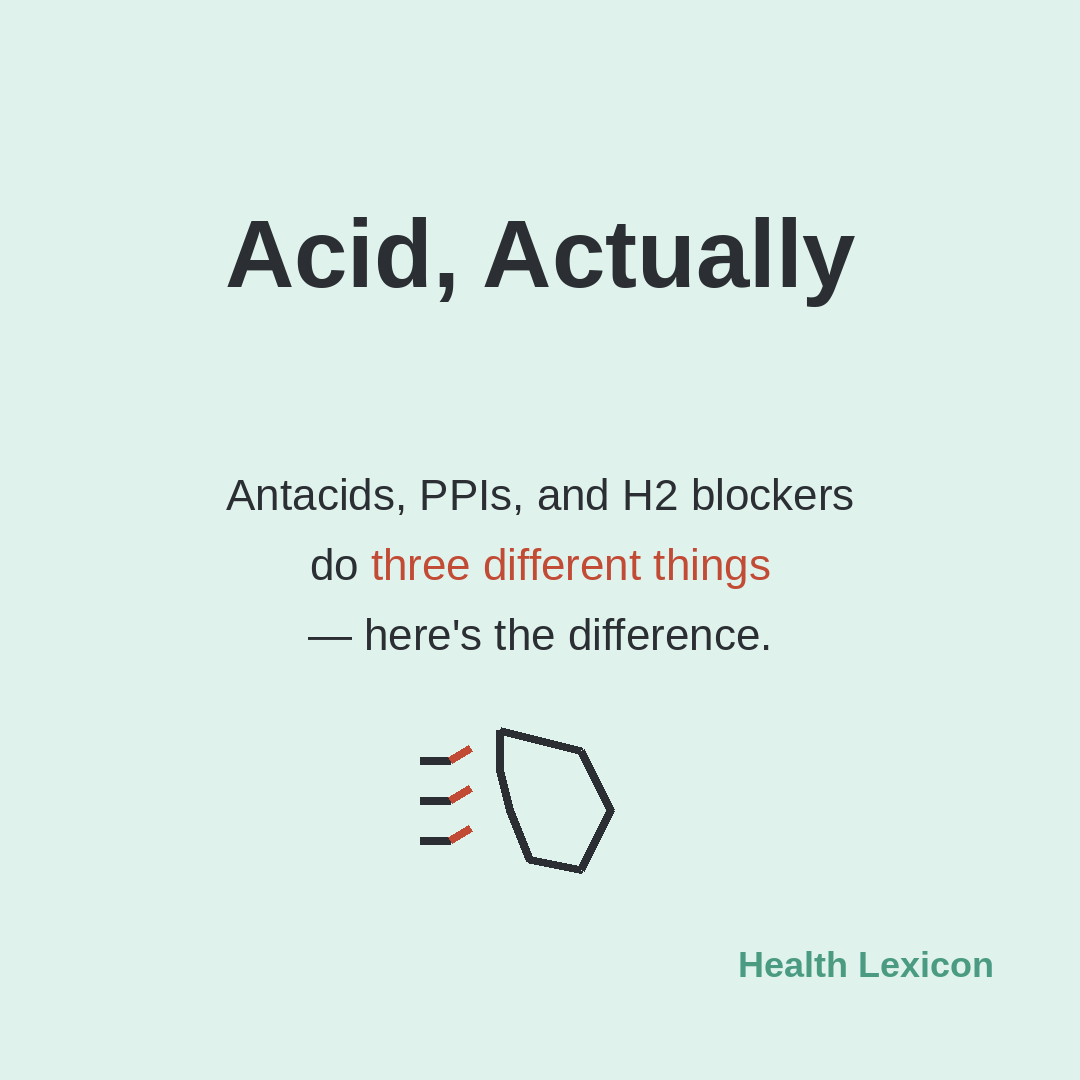 Acid, Actually
Antacids, PPIs, and H2 blockers
do three different things
— here's the difference.
Health Lexicon